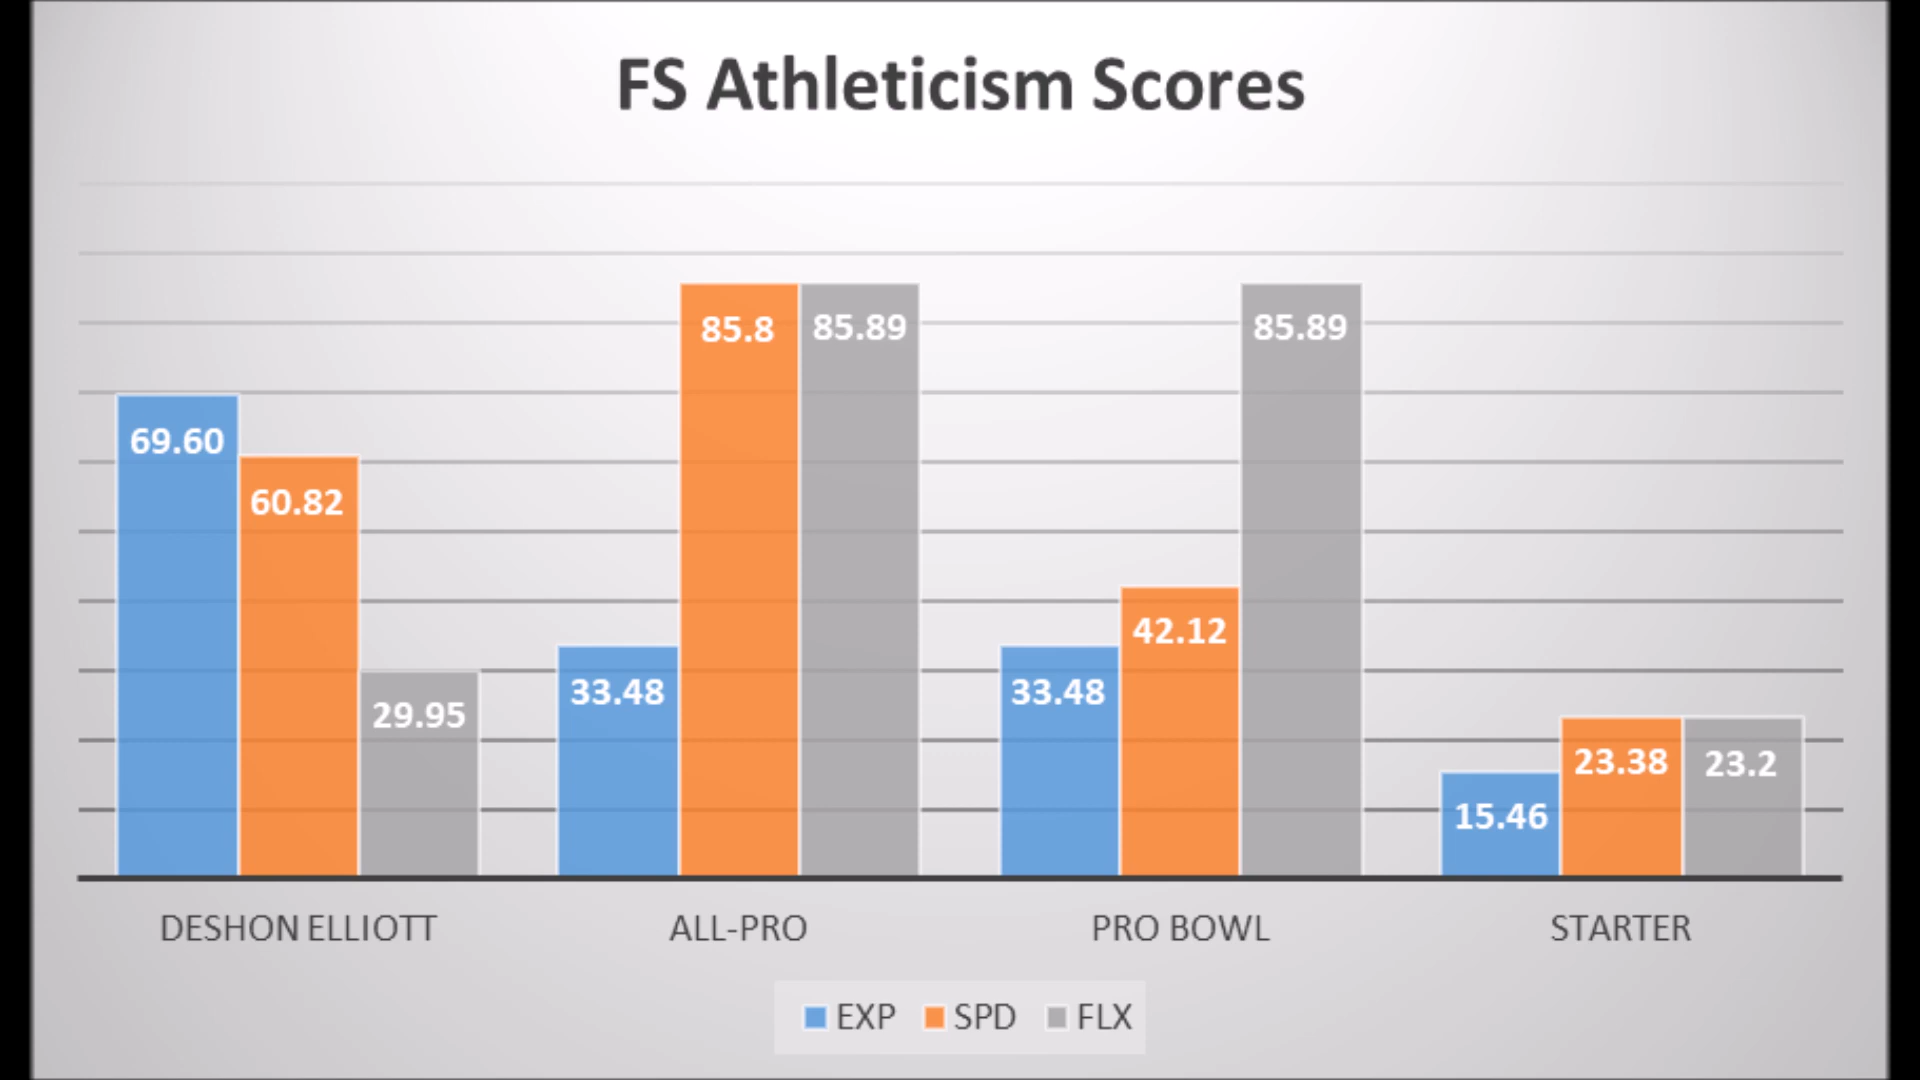 FS Athleticism Scores
85.8 85.89 85.89
69.60
60.82
42.12
33.48 33.48
29.95
23.38 23.2
15.46
DESHON ELLIOTT ALL-PRO PRO BOWL STARTER
EXP SPD FLX